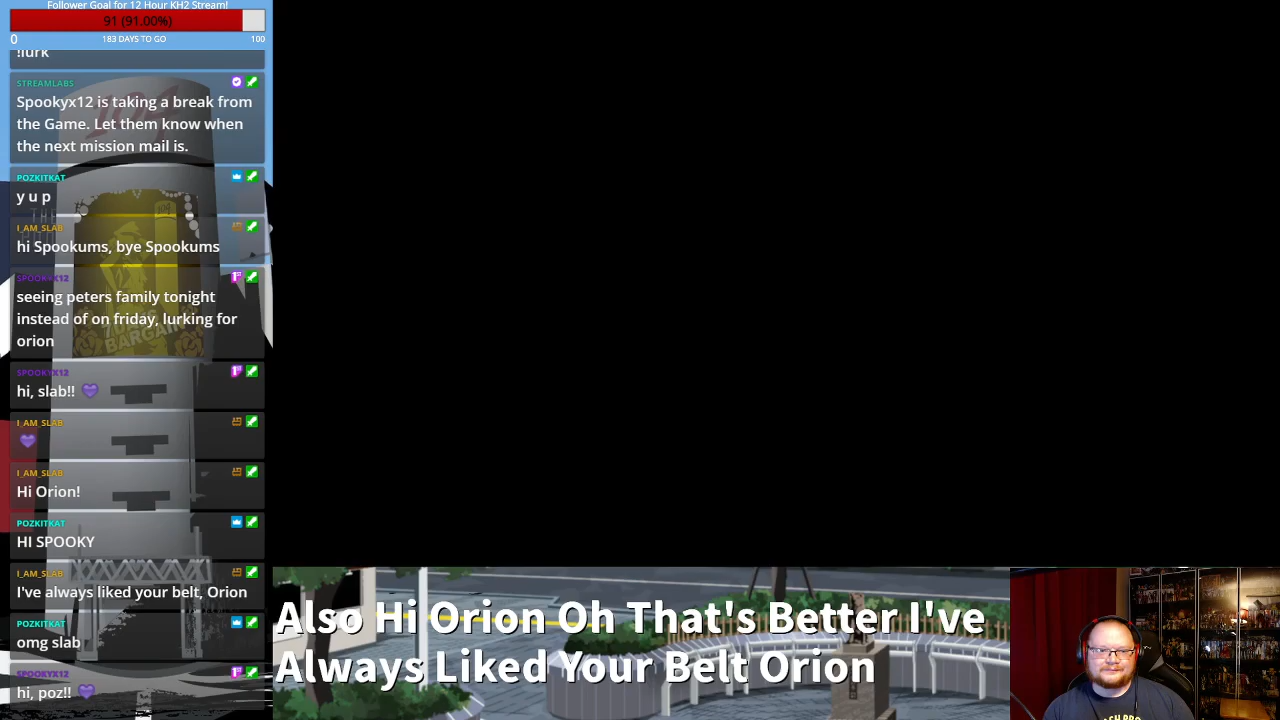 Follower Goal for 12 Hour KH2 Stream!
91 (91.00%)
0
183 DAYS TO GO
100
!lurk
STREAMLABS
Spookyx12 is taking a break from
the Game. Let them know when
the next mission mail is.
POZKITKAT
y u p
I_AM_SLAB
hi Spookums, bye Spookums
SPOOKYX12
seeing peters family tonight
instead of on friday, lurking for
orion
SPOOKYX12
hi, slab!! 💜
I_AM_SLAB
💜
I_AM_SLAB
Hi Orion!
POZKITKAT
HI SPOOKY
I_AM_SLAB
I've always liked your belt, Orion
POZKITKAT
omg slab
SPOOKYX12
hi, poz!! 💜
109
BARGAIN
Also Hi Orion Oh That's Better I've
Always Liked Your Belt Orion